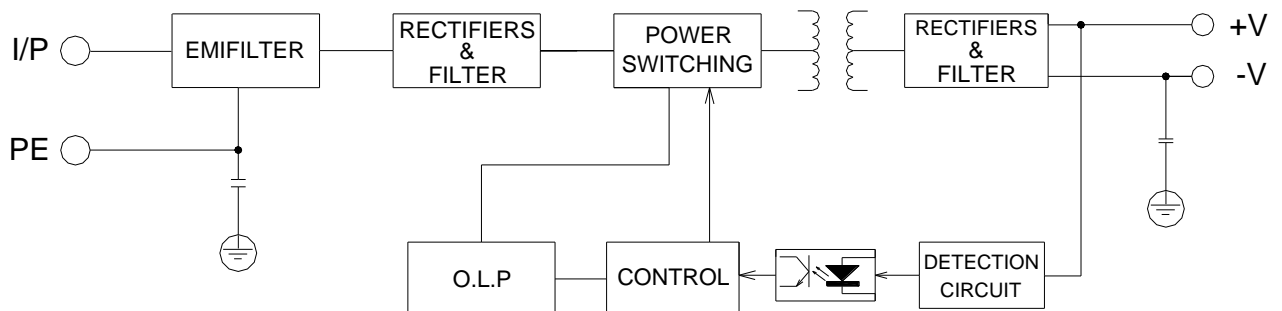 I/P
EMIFILTER
RECTIFIERS
&
FILTER
POWER
SWITCHING
RECTIFIERS
&
FILTER
+V
-V
PE
O.L.P
CONTROL
DETECTION
CIRCUIT